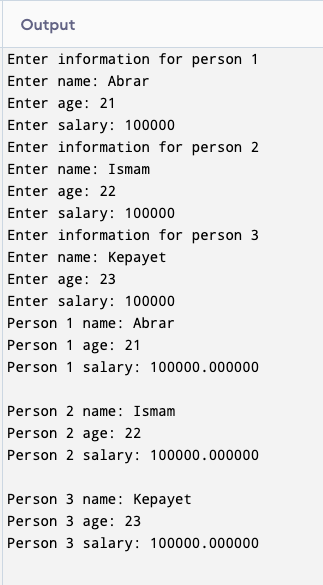 Output
Enter information for person 1
Enter name: Abrar
Enter age: 21
Enter salary: 100000
Enter information for person 2
Enter name: Ismam
Enter age: 22
Enter salary: 100000
Enter information for person 3
Enter name: Kepayet
Enter age: 23
Enter salary: 100000
Person 1 name: Abrar
Person 1 age: 21
Person 1 salary: 100000.000000
Person 2 name: Ismam
Person 2 age: 22
Person 2 salary: 100000.000000
Person 3 name: Kepayet
Person 3 age: 23
Person 3 salary: 100000.000000